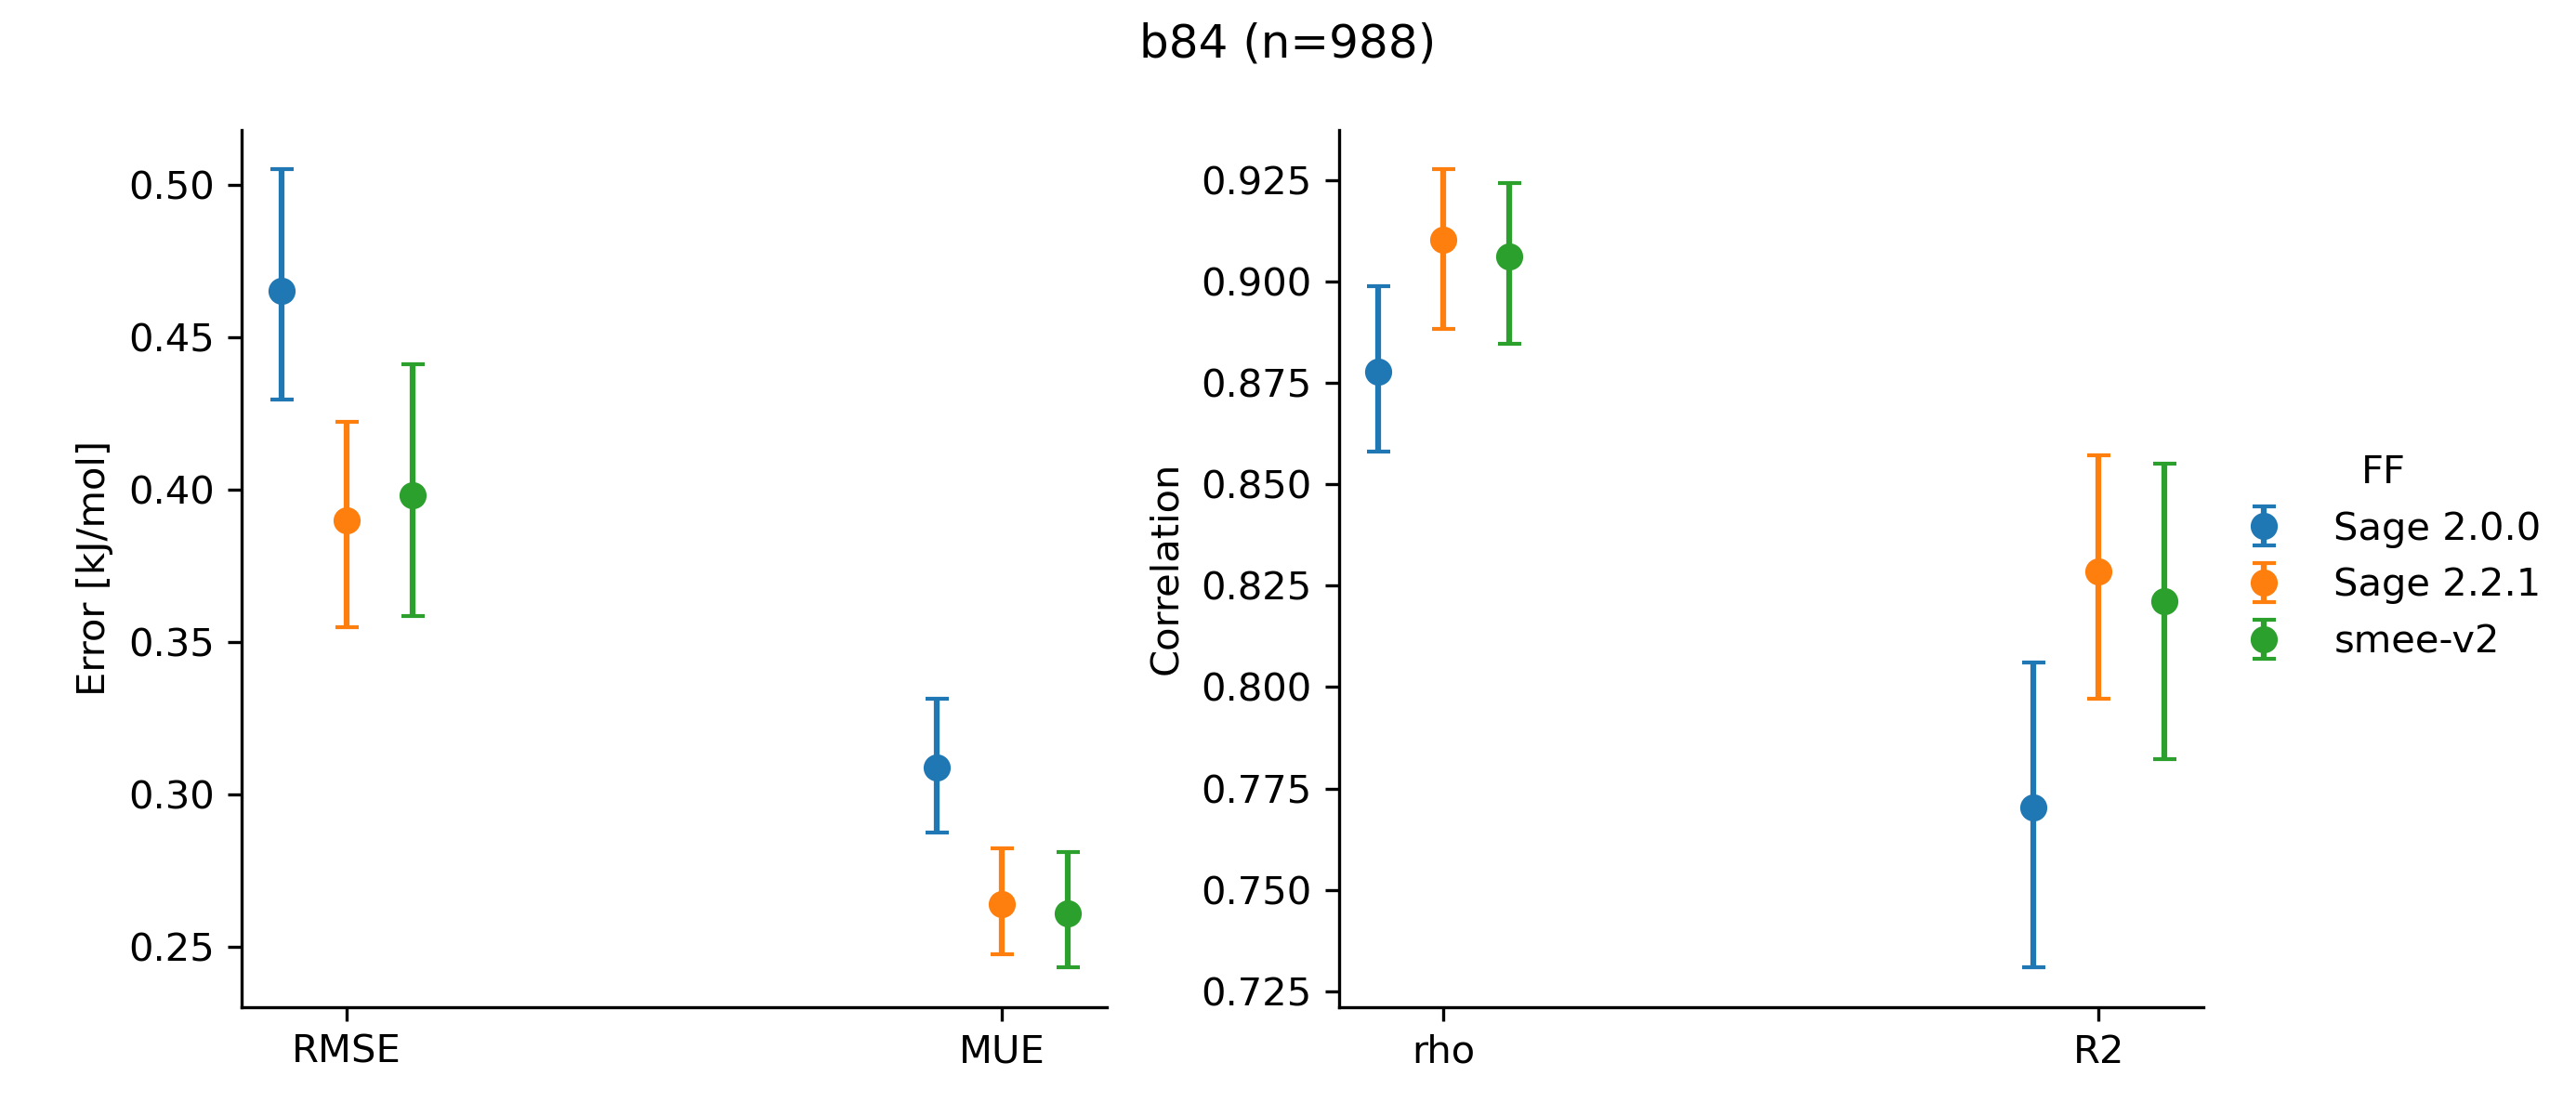 b84 (n=988)
Error [kJ/mol]
0.50
0.45
0.40
0.35
0.30
0.25
RMSE
MUE
Correlation
0.925
0.900
0.875
0.850
0.825
0.800
0.775
0.750
0.725
rho
R2
FF
Sage 2.0.0
Sage 2.2.1
smee-v2